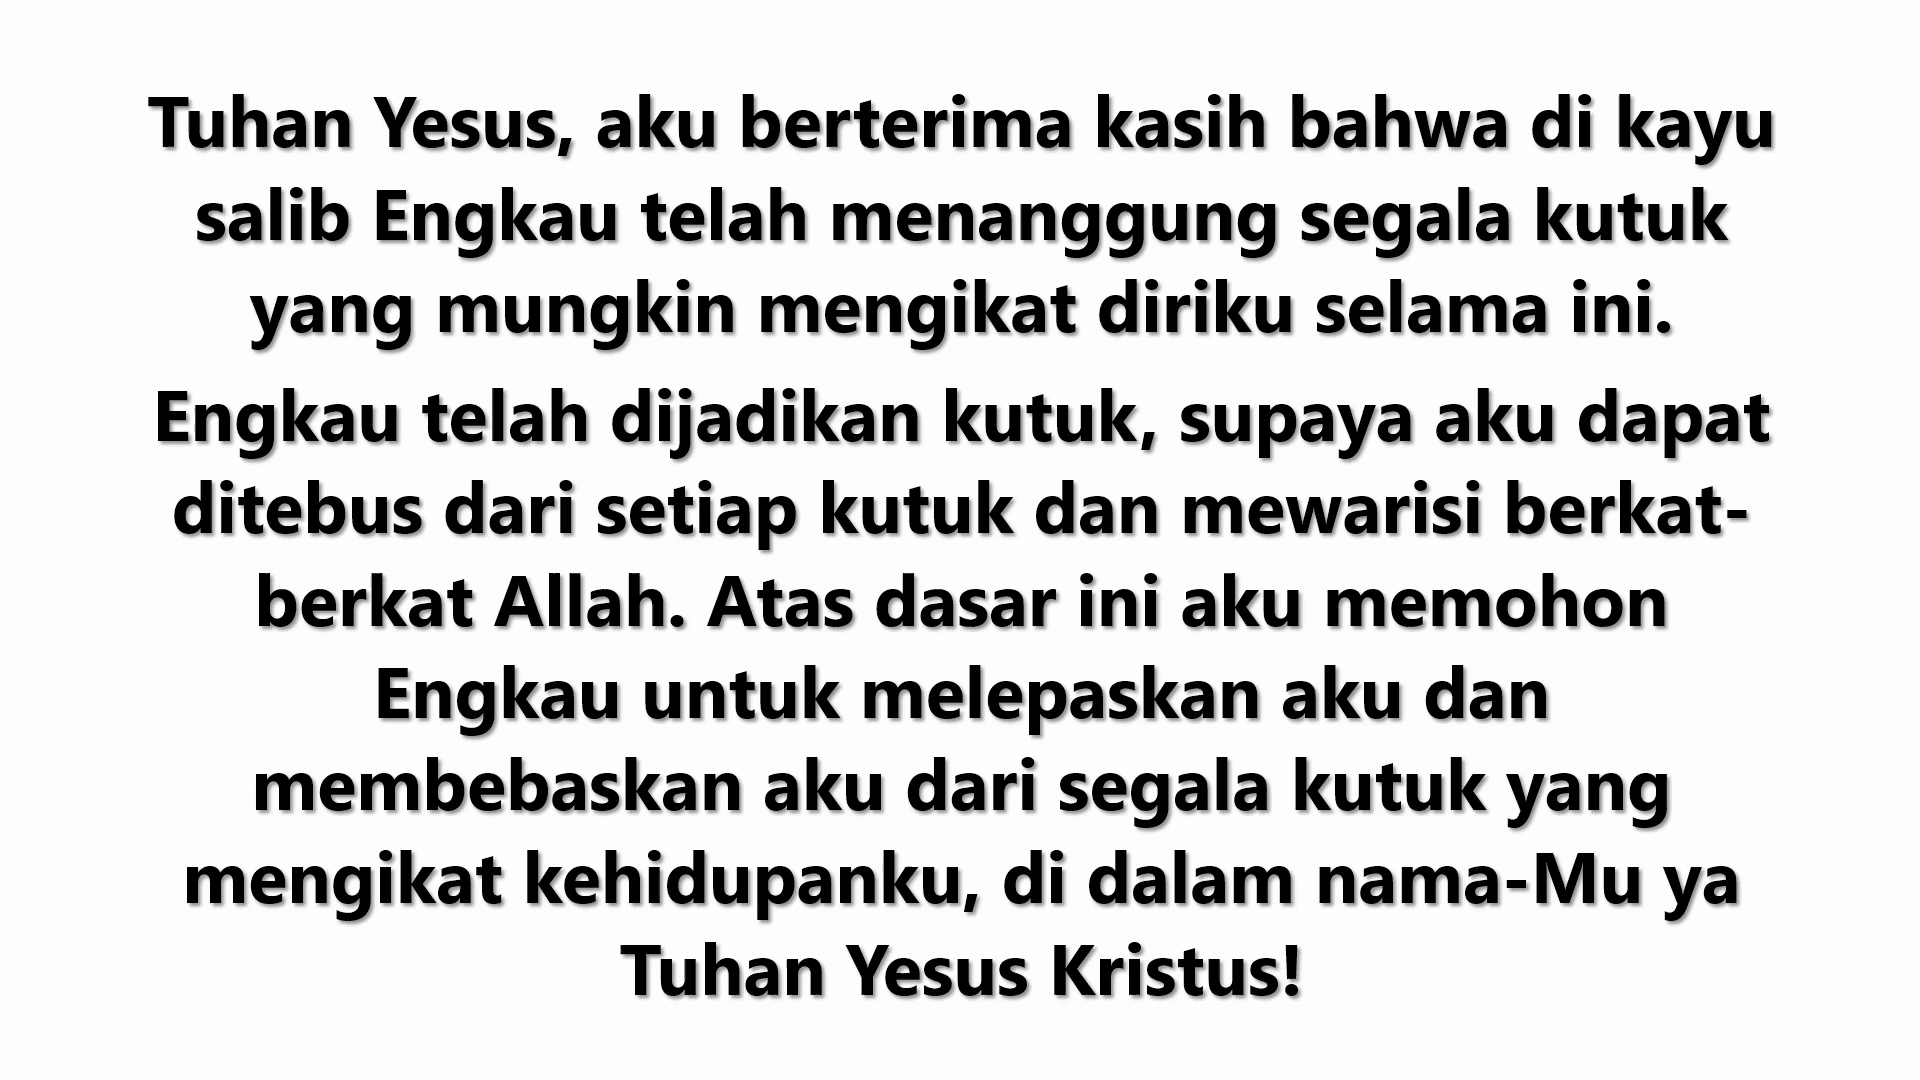 Tuhan Yesus, aku berterima kasih bahwa di kayu
salib Engkau telah menanggung segala kutuk
yang mungkin mengikat diriku selama ini.
Engkau telah dijadikan kutuk, supaya aku dapat
ditebus dari setiap kutuk dan mewarisi berkat-
berkat Allah. Atas dasar ini aku memohon
Engkau untuk melepaskan aku dan
membebaskan aku dari segala kutuk yang
mengikat kehidupanku, di dalam nama-Mu ya
Tuhan Yesus Kristus!